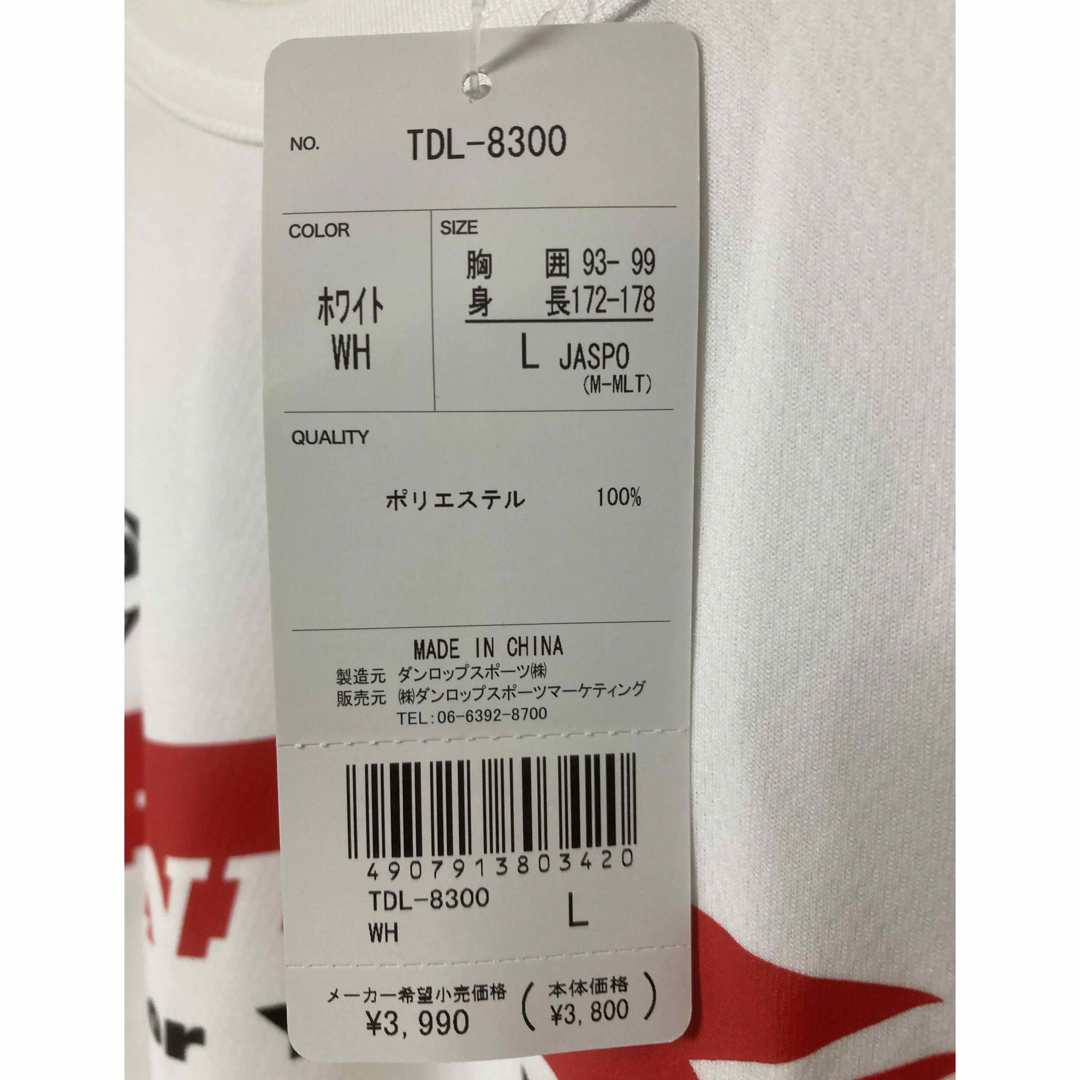 NO. TDL-8300
COLOR
ホワイト
WH
SIZE
胸 囲 93- 99
身 長172-178
L JASPO
(M-MLT)
QUALITY
ポリエステル 100%
MADE IN CHINA
製造元 ダンロップスポーツ㈱
販売元 ㈱ダンロップスポーツマーケティング
TEL:06-6392-8700
4907913803420
TDL-8300
WH L
メーカー希望小売価格
¥3,990
(本体価格
¥3,800)
or